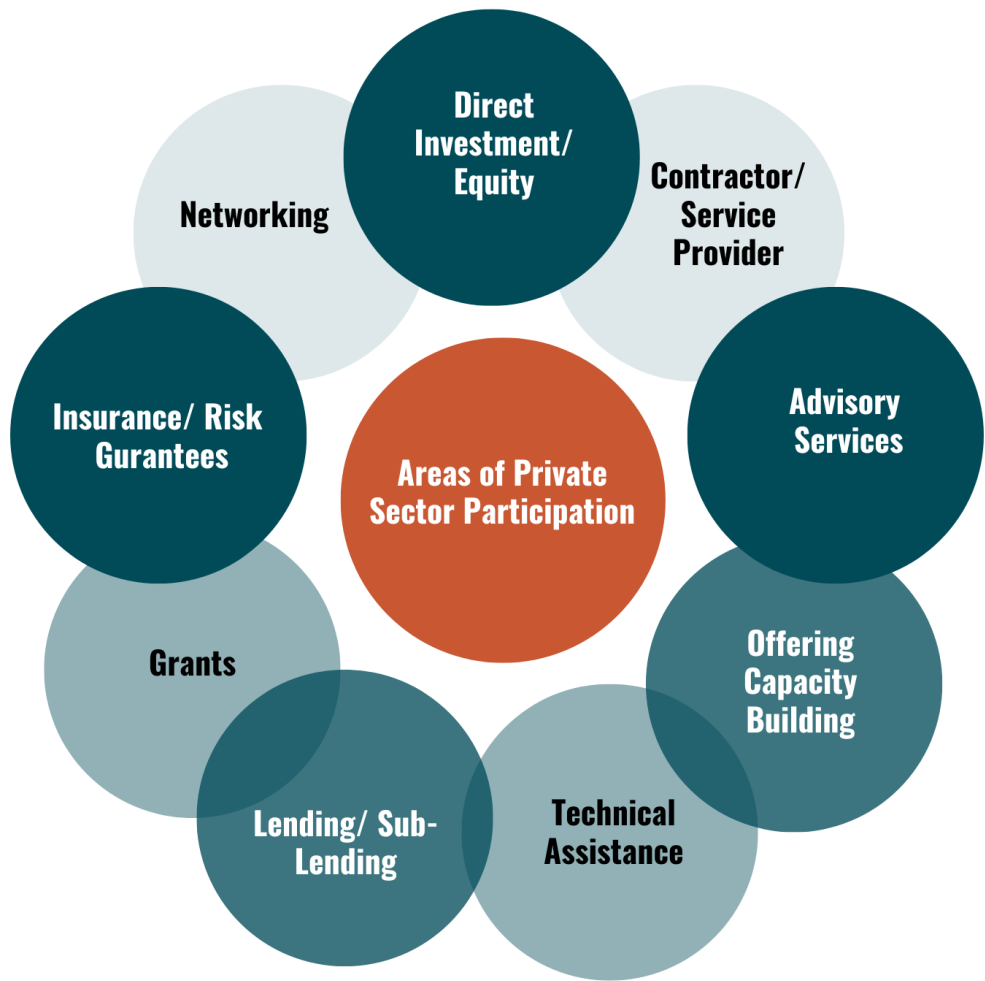 Direct
Investment/
Equity
Contractor/
Service
Provider
Advisory
Services
Offering
Capacity
Building
Technical
Assistance
Lending/ Sub-
Lending
Grants
Insurance/ Risk
Gurantees
Networking
Areas of Private
Sector Participation